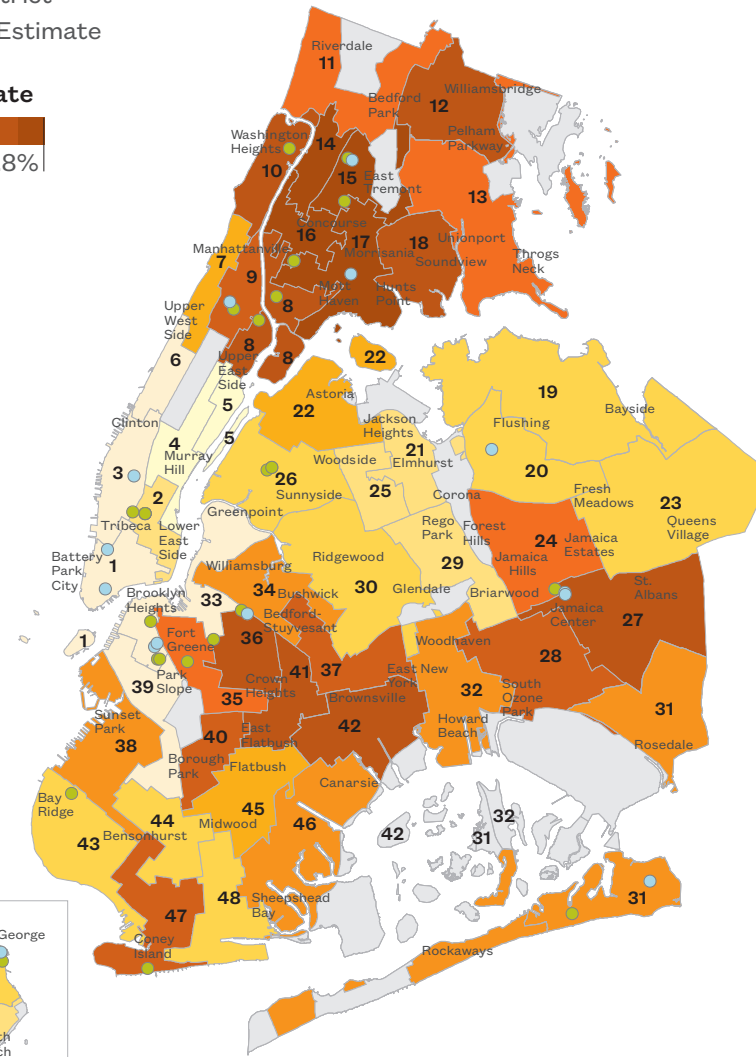 Estimate
ate
8%
Riverdale
11
Bedford
Park
12
Williamsbridge
Pelham
Parkway
Washington
Heights
10
14
15
East
Tremont
13
Concourse
16
17
Morrisania
18
Soundview
Unionport
Throgs
Neck
Manhattanville
7
9
Mott
Haven
Hunts
Point
8
8
8
Upper
West
Side
6
Upper
East
Side
5
5
22
22
Astoria
Jackson
Heights
19
Bayside
Flushing
Clinton
4
Murray
Hill
3
2
Tribeca
Lower
East
Side
Battery
Park
City
1
1
21
Elmhurst
Woodside
25
26
Sunnyside
Greenpoint
Corona
20
Fresh
Meadows
23
Queens
Village
Rego
Park
Forest
Hills
24
Jamaica
Hills
Jamaica
Estates
29
Ridgewood
30
Glendale
Briarwood
Jamaica
Center
St.
Albans
27
Williamsburg
34
Bushwick
Brooklyn
Heights
33
Bedford-
Stuyvesant
36
Fort
Greene
Park
Slope
39
35
Crown
Heights
41
37
Brownsville
East New
York
Woodhaven
32
Howard
Beach
28
South
Ozone
Park
31
Rosedale
Sunset
Park
38
40
East
Flatbush
42
Borough
Park
Flatbush
Canarsie
Bay
Ridge
43
44
Bensonhurst
Midwood
45
46
42
31
32
47
48
Sheepshead
Bay
Coney
Island
31
Rockaways
George